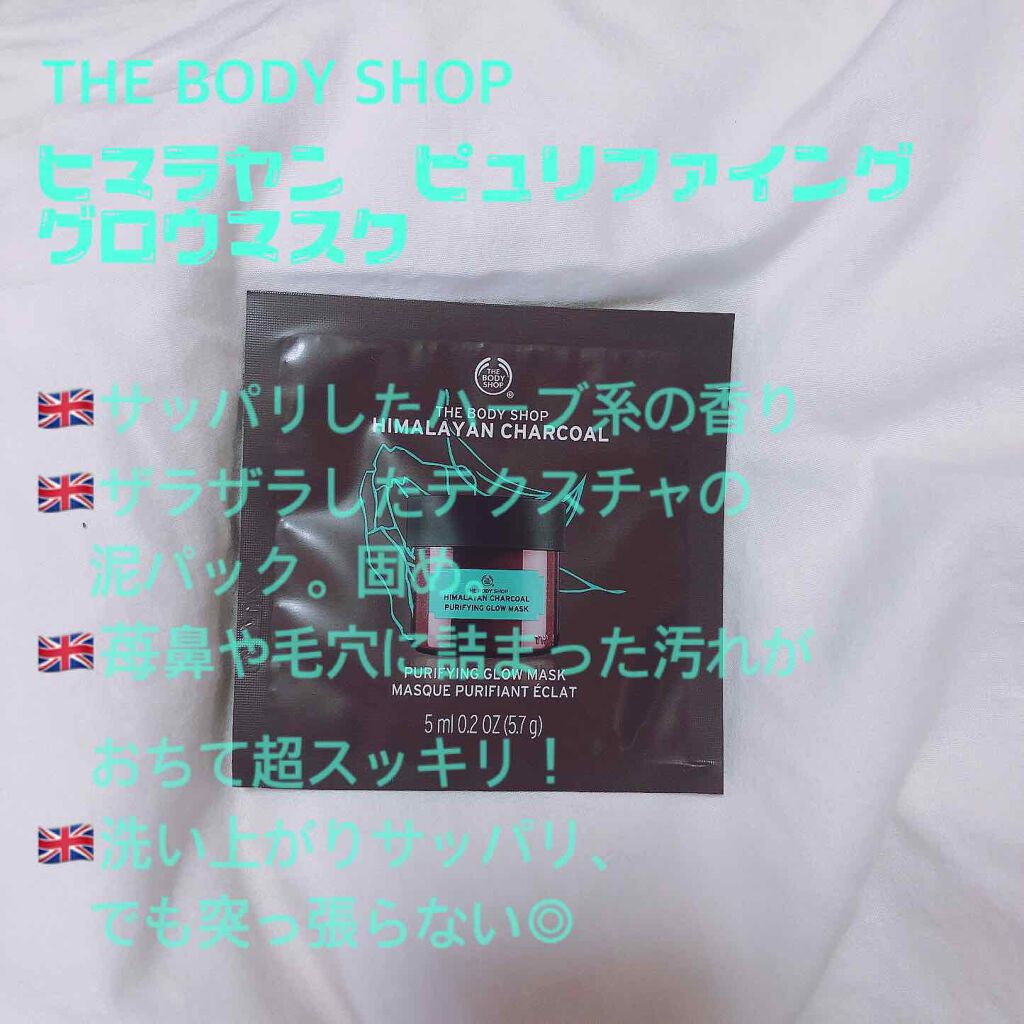 THE BODY SHOP
ヒマラヤン ピュリファイング
グロウマスク
THE
BODY
SHOP
®
🇬🇧サッパリしたハーブ系の香り
THE BODY SHOP
HIMALAYAN CHARCOAL
🇬🇧ザラザラしたテクスチャの
泥パック。固め。
THE BODY SHOP
HIMALAYAN CHARCOAL
PURIFYING GLOW MASK
🇬🇧苺鼻や毛穴に詰まった汚れが
PURIFYING GLOW MASK
MASQUE PURIFIANT ÉCLAT
5 ml 0.2 OZ (5.7 g)
おちて超スッキリ！
🇬🇧洗い上がりサッパリ、
でも突っ張らない◎